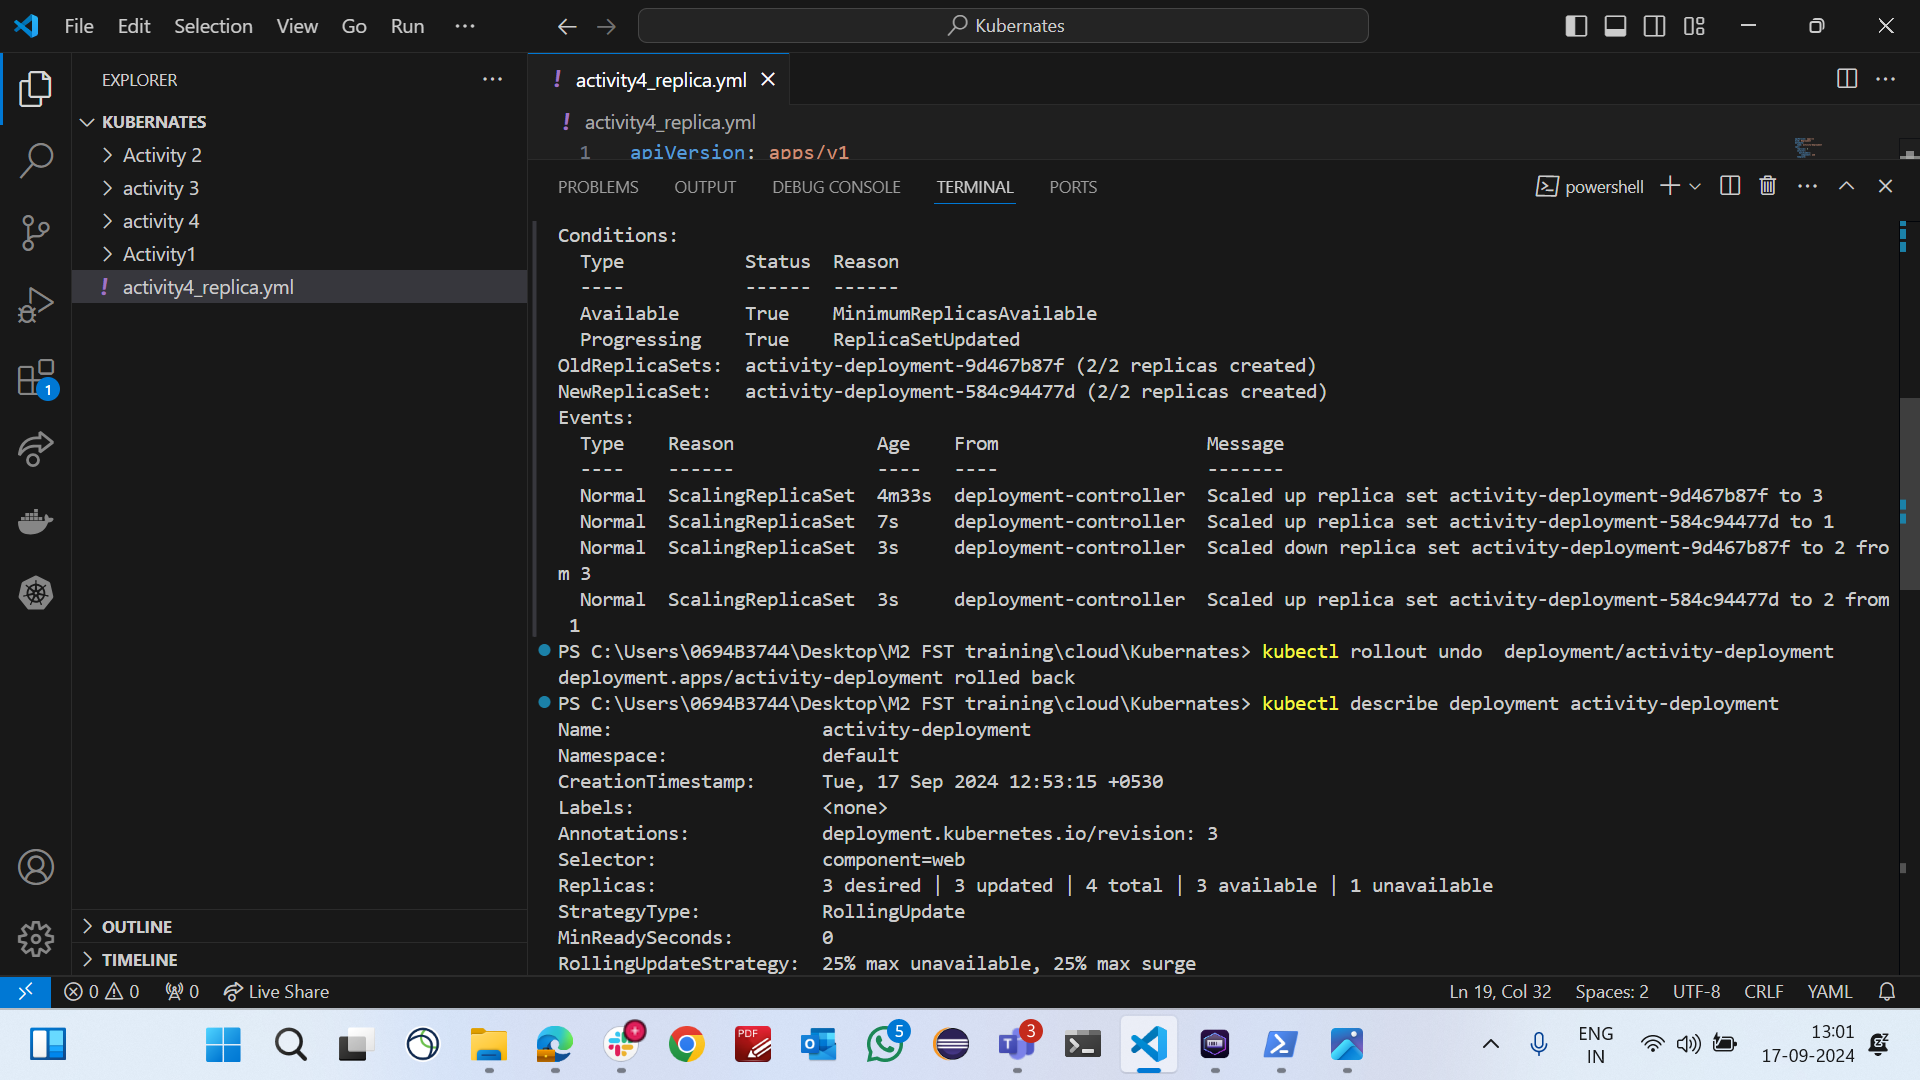 File Edit Selection View Go Run ···
Kubernates
EXPLORER
KUBERNATES
Activity 2
activity 3
activity 4
Activity1
! activity4_replica.yml
OUTLINE
TIMELINE
1
! activity4_replica.yml
! activity4_replica.yml
1 apiVersion: apps/v1
PROBLEMS OUTPUT DEBUG CONSOLE TERMINAL PORTS
powershell
Conditions:
Type Status Reason
---- ------ ------
Available True MinimumReplicasAvailable
Progressing True ReplicaSetUpdated
OldReplicaSets: activity-deployment-9d467b87f (2/2 replicas created)
NewReplicaSet: activity-deployment-584c94477d (2/2 replicas created)
Events:
Type Reason Age From Message
---- ------ ---- ---- -------
Normal ScalingReplicaSet 4m33s deployment-controller Scaled up replica set activity-deployment-9d467b87f to 3
Normal ScalingReplicaSet 7s deployment-controller Scaled up replica set activity-deployment-584c94477d to 1
Normal ScalingReplicaSet 3s deployment-controller Scaled down replica set activity-deployment-9d467b87f to 2 fro
m 3
Normal ScalingReplicaSet 3s deployment-controller Scaled up replica set activity-deployment-584c94477d to 2 from
1
PS C:\Users\0694B3744\Desktop\M2 FST training\cloud\Kubernates> kubectl rollout undo deployment/activity-deployment
deployment.apps/activity-deployment rolled back
PS C:\Users\0694B3744\Desktop\M2 FST training\cloud\Kubernates> kubectl describe deployment activity-deployment
Name: activity-deployment
Namespace: default
CreationTimestamp: Tue, 17 Sep 2024 12:53:15 +0530
Labels: <none>
Annotations: deployment.kubernetes.io/revision: 3
Selector: component=web
Replicas: 3 desired | 3 updated | 4 total | 3 available | 1 unavailable
StrategyType: RollingUpdate
MinReadySeconds: 0
RollingUpdateStrategy: 25% max unavailable, 25% max surge
0 0 0 Live Share
Ln 19, Col 32 Spaces: 2 UTF-8 CRLF YAML
PDF
5
3
ENG
IN
13:01
17-09-2024